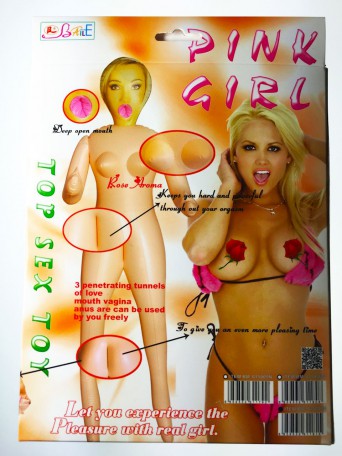 PINK
GIRL
Deep open mouth
Rose Aroma
Keeps you hard and
through out your orgasm
TOP SEX TOY
3 penetrating tunnels
of love
mouth vagina
anus are can be used
by you freely
To give you an even more pleasing time
Let you experience the
Pleasure with real girl.